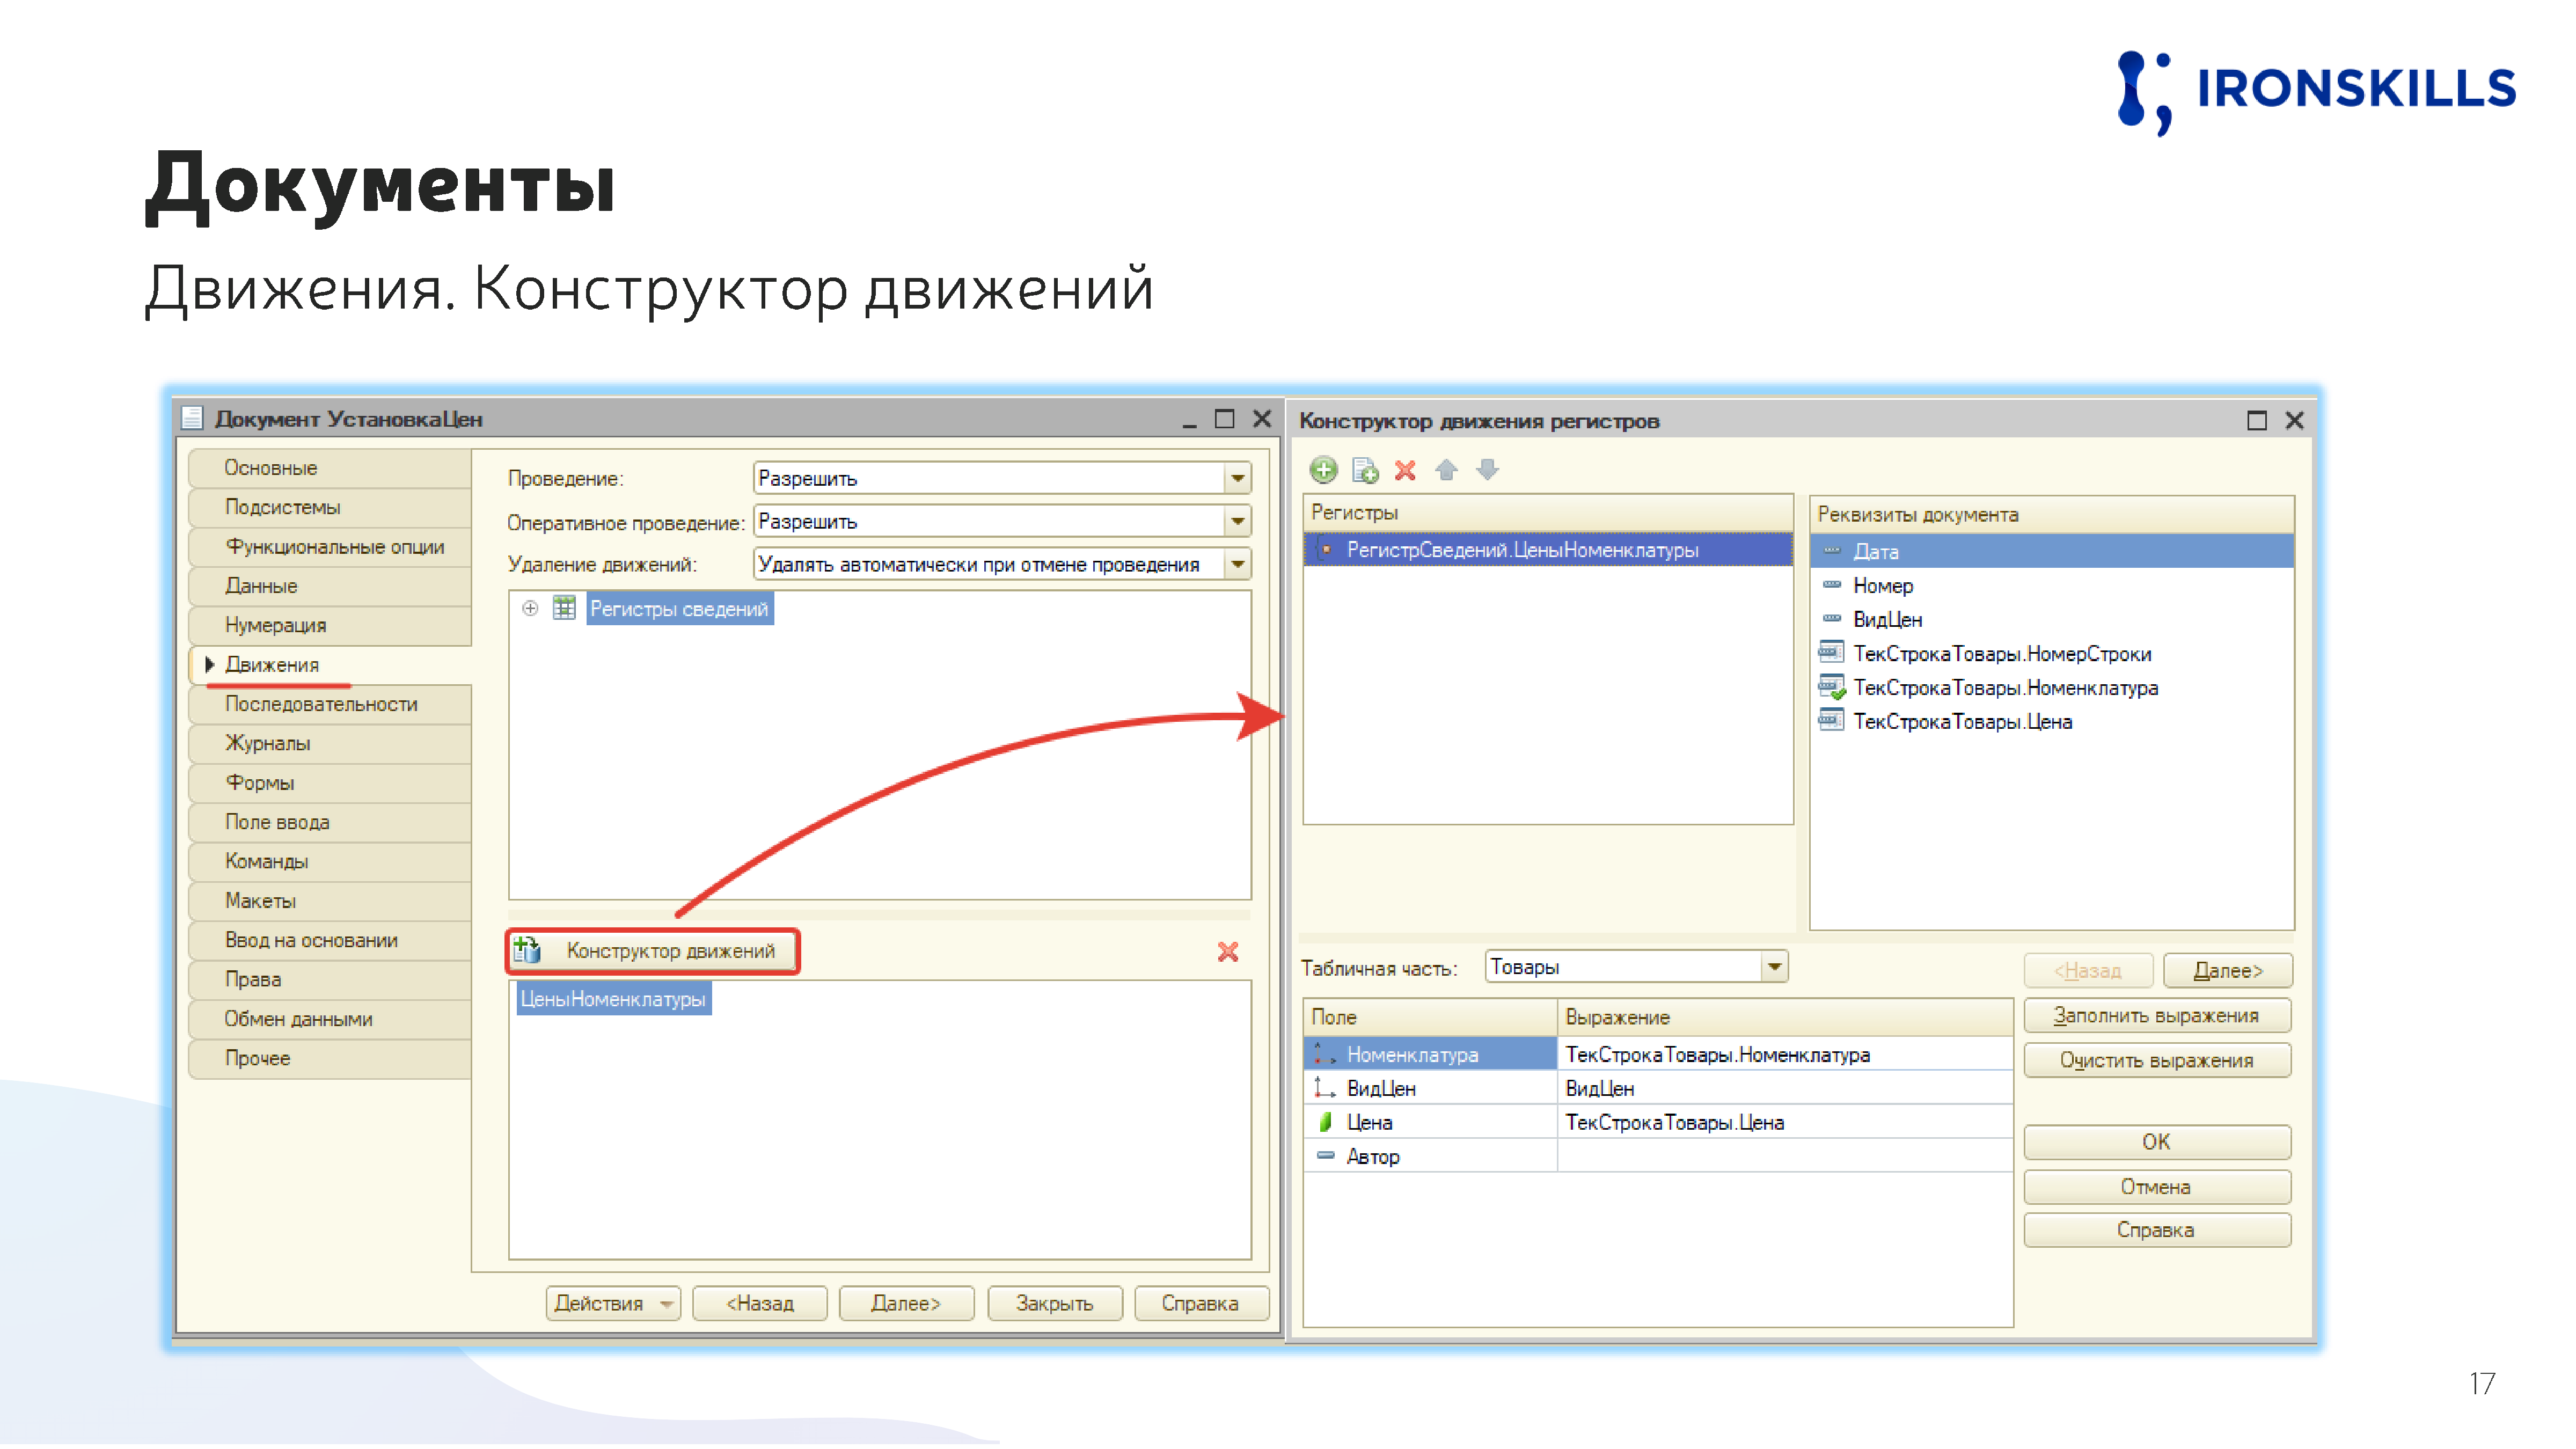 IRONSKILLS
Документы
Движения. Конструктор движений
Документ УстановкаЦен
Основные
Подсистемы
Функциональные опции
Данные
Нумерация
Движения
Последовательности
Журналы
Формы
Поле ввода
Команды
Макеты
Ввод на основании
Права
Обмен данными
Прочее
Проведение: Разрешить
Оперативное проведение: Разрешить
Удаление движений: Удалять автоматически при отмене проведения
Регистры сведений
Конструктор движений
ЦеныНоменклатуры
Действия <Назад Далее> Закрыть Справка
Конструктор движения регистров
Регистры
РегистрСведений.ЦеныНоменклатуры
Реквизиты документа
Дата
Номер
ВидЦен
ТекСтрокаТовары.НомерСтроки
ТекСтрокаТовары.Номенклатура
ТекСтрокаТовары.Цена
Табличная часть: Товары
<Назад Далее>
Поле Выражение
Номенклатура ТекСтрокаТовары.Номенклатура
ВидЦен ВидЦен
Цена ТекСтрокаТовары.Цена
Автор
Заполнить выражения
Очистить выражения
ОК
Отмена
Справка
17